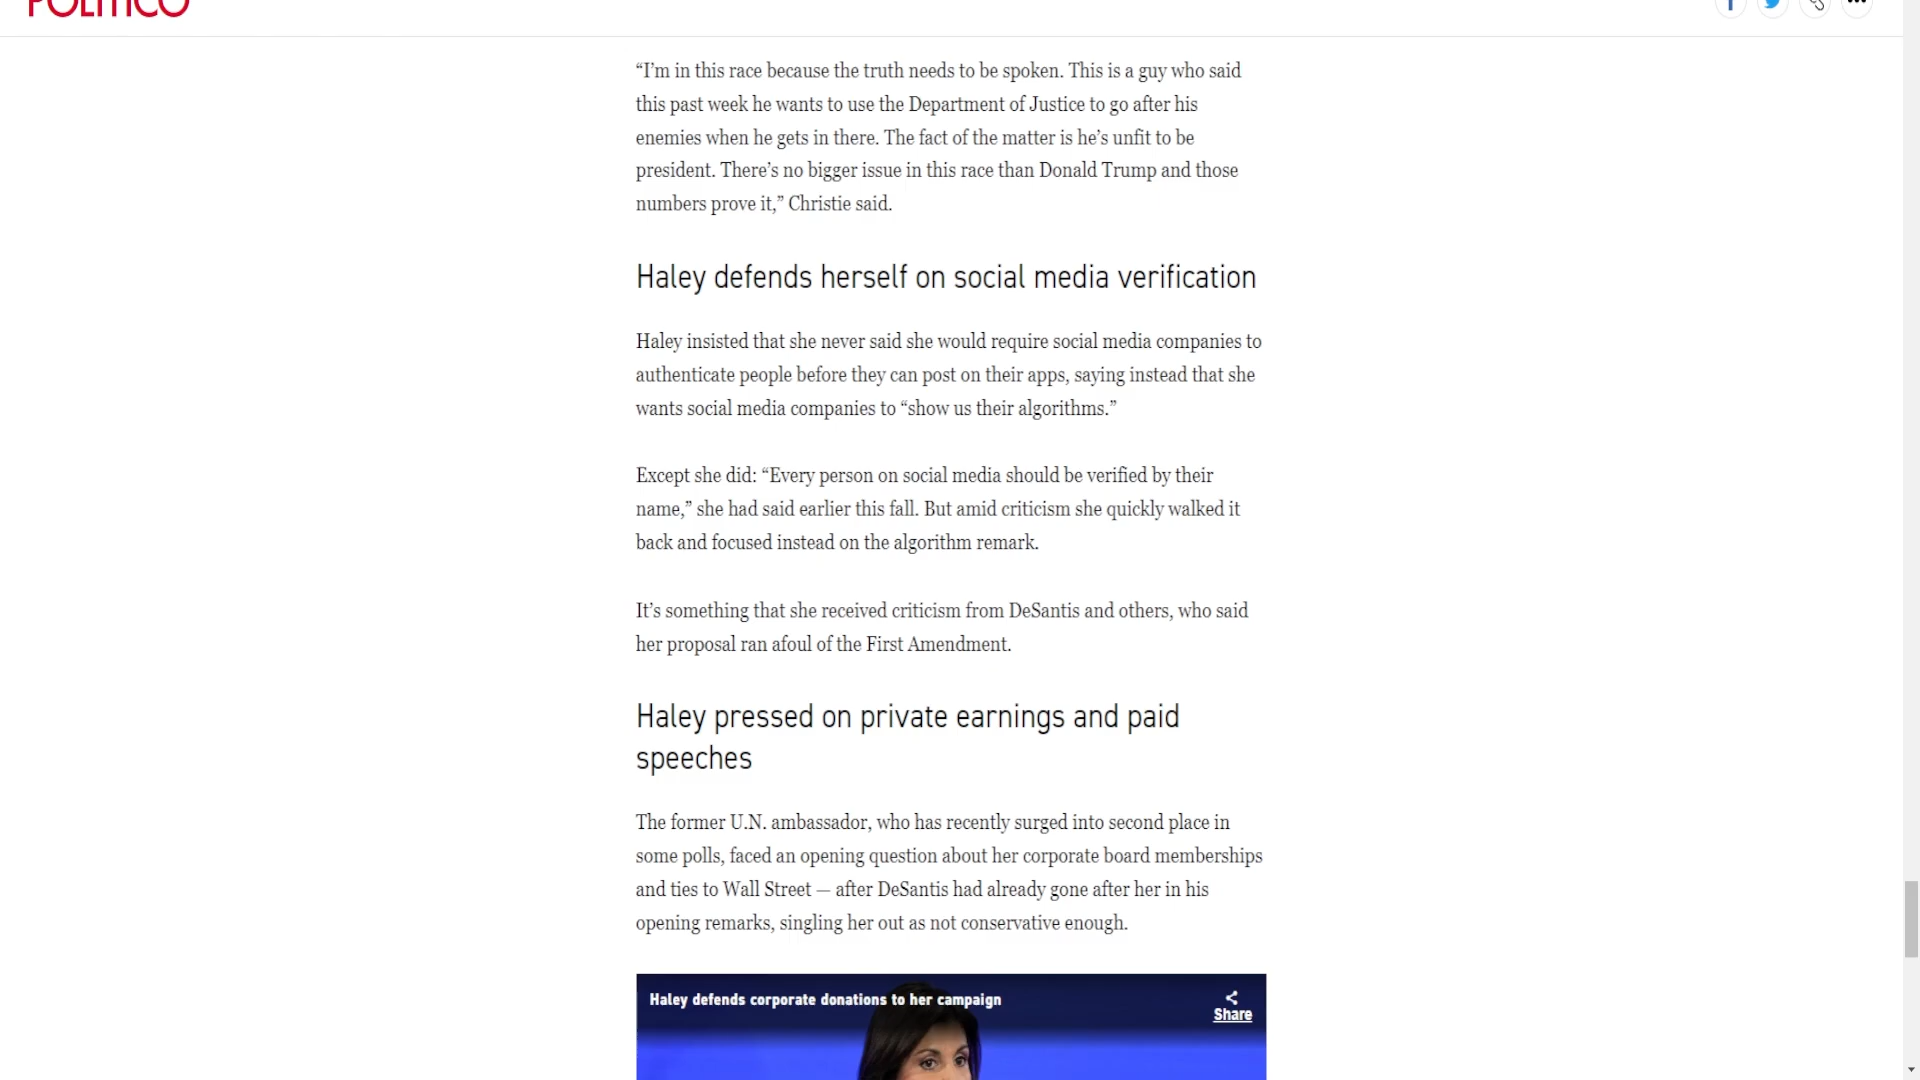 POLITICO
“I’m in this race because the truth needs to be spoken. This is a guy who said
this past week he wants to use the Department of Justice to go after his
enemies when he gets in there. The fact of the matter is he’s unfit to be
president. There’s no bigger issue in this race than Donald Trump and those
numbers prove it,” Christie said.
Haley defends herself on social media verification
Haley insisted that she never said she would require social media companies to
authenticate people before they can post on their apps, saying instead that she
wants social media companies to “show us their algorithms.”
Except she did: “Every person on social media should be verified by their
name,” she had said earlier this fall. But amid criticism she quickly walked it
back and focused instead on the algorithm remark.
It’s something that she received criticism from DeSantis and others, who said
her proposal ran afoul of the First Amendment.
Haley pressed on private earnings and paid
speeches
The former U.N. ambassador, who has recently surged into second place in
some polls, faced an opening question about her corporate board memberships
and ties to Wall Street — after DeSantis had already gone after her in his
opening remarks, singling her out as not conservative enough.
Haley defends corporate donations to her campaign
Share